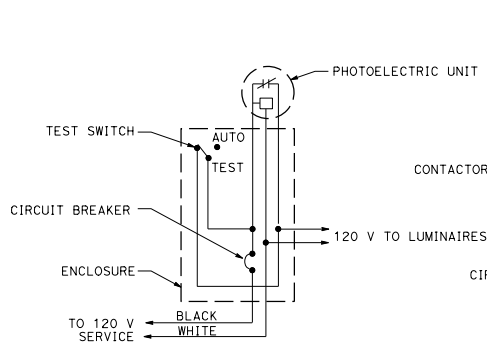 PHOTOELECTRIC UNIT
TEST SWITCH
AUTO
TEST
CONTACTOR
CIRCUIT BREAKER
120 V TO LUMINAIRES
ENCLOSURE
BLACK
TO 120 V
WHITE
SERVICE